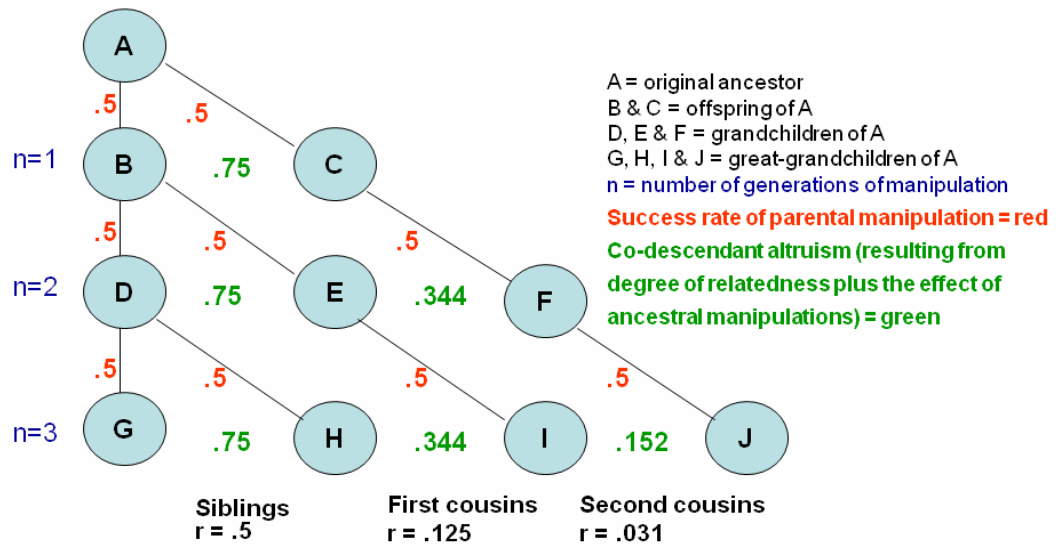 A
A = original ancestor
B & C = offspring of A
D, E & F = grandchildren of A
G, H, I & J = great-grandchildren of A
n = number of generations of manipulation
Success rate of parental manipulation = red
Co-descendant altruism (resulting from
degree of relatedness plus the effect of
ancestral manipulations) = green
.5 .5
n=1 B .75 C
.5 .5 .5
n=2 D .75 E .344 F
.5 .5 .5 .5
n=3 G .75 H .344 I .152 J
Siblings
r = .5
First cousins
r = .125
Second cousins
r = .031